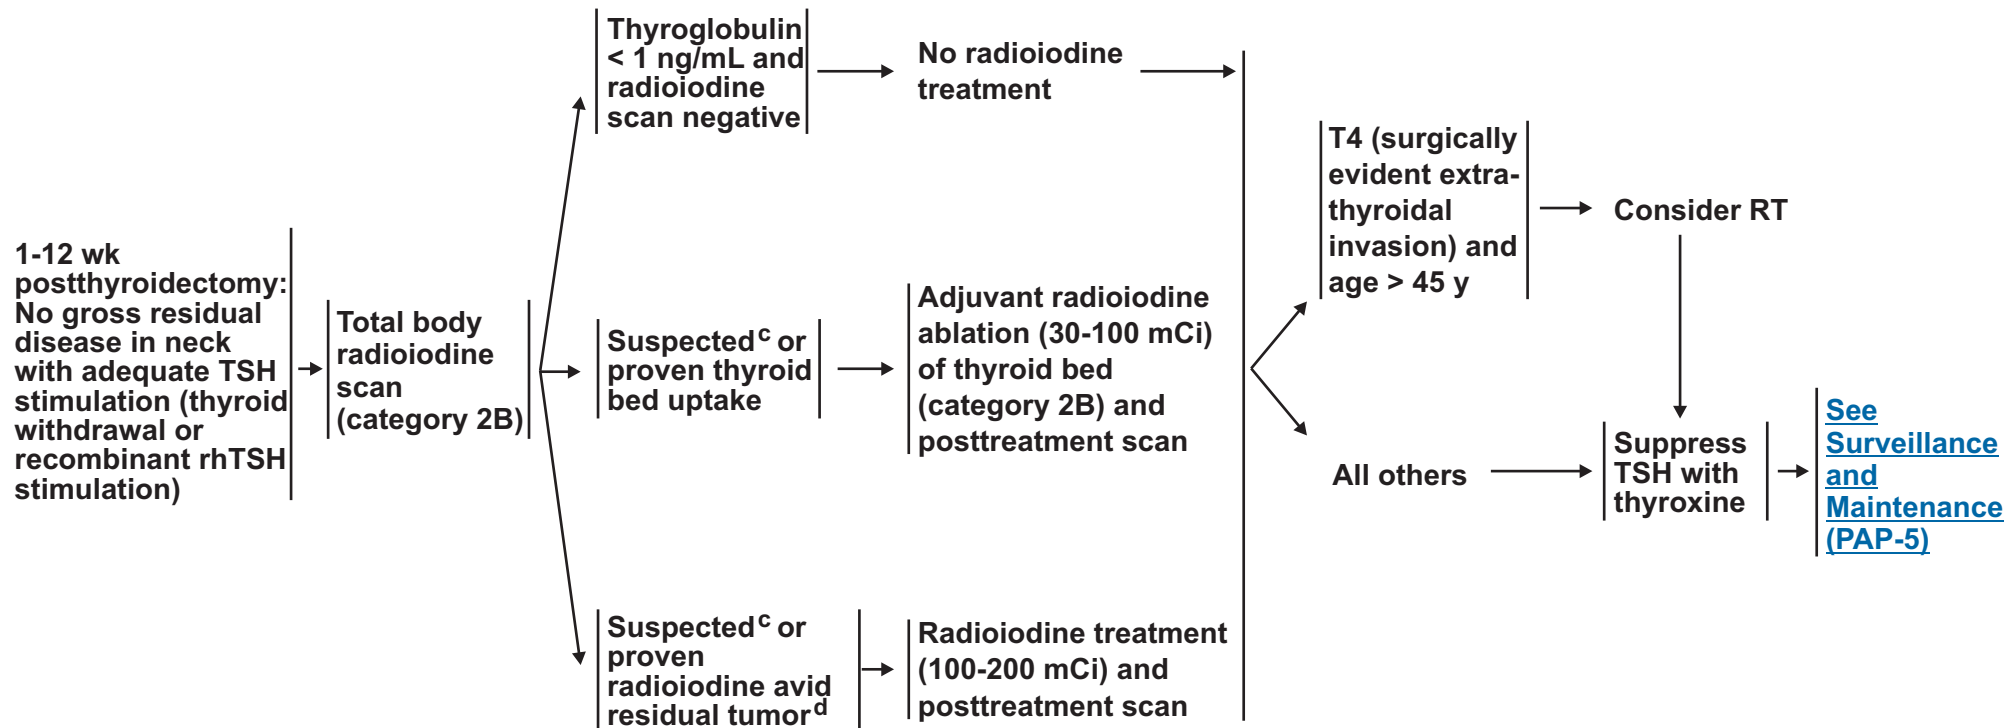 1-12 wk
postthyroidectomy:
No gross residual
disease in neck
with adequate TSH
stimulation (thyroid
withdrawal or
recombinant rhTSH
stimulation)
Total body
radioiodine
scan
(category 2B)
Thyroglobulin
< 1 ng/mL and
radioiodine
scan negative
No radioiodine
treatment
Suspectedc or
proven thyroid
bed uptake
Adjuvant radioiodine
ablation (30-100 mCi)
of thyroid bed
(category 2B) and
posttreatment scan
Suspectedc or
proven
radioiodine avid
residual tumord
Radioiodine treatment
(100-200 mCi) and
posttreatment scan
T4 (surgically
evident extra-
thyroidal
invasion) and
age > 45 y
Consider RT
All others
Suppress
TSH with
thyroxine
See
Surveillance
and
Maintenance
(PAP-5)